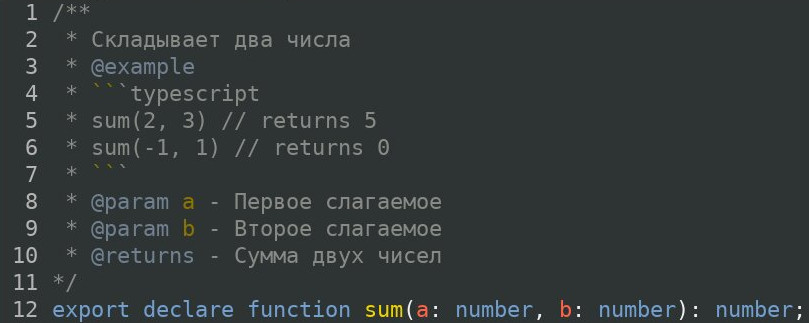 1 /**
2  * Складывает два числа
3  * @example
4  * ```typescript
5  * sum(2, 3) // returns 5
6  * sum(-1, 1) // returns 0
7  * ```
8  * @param a - Первое слагаемое
9  * @param b - Второе слагаемое
10  * @returns - Сумма двух чисел
11 */
12 export declare function sum(a: number, b: number): number;